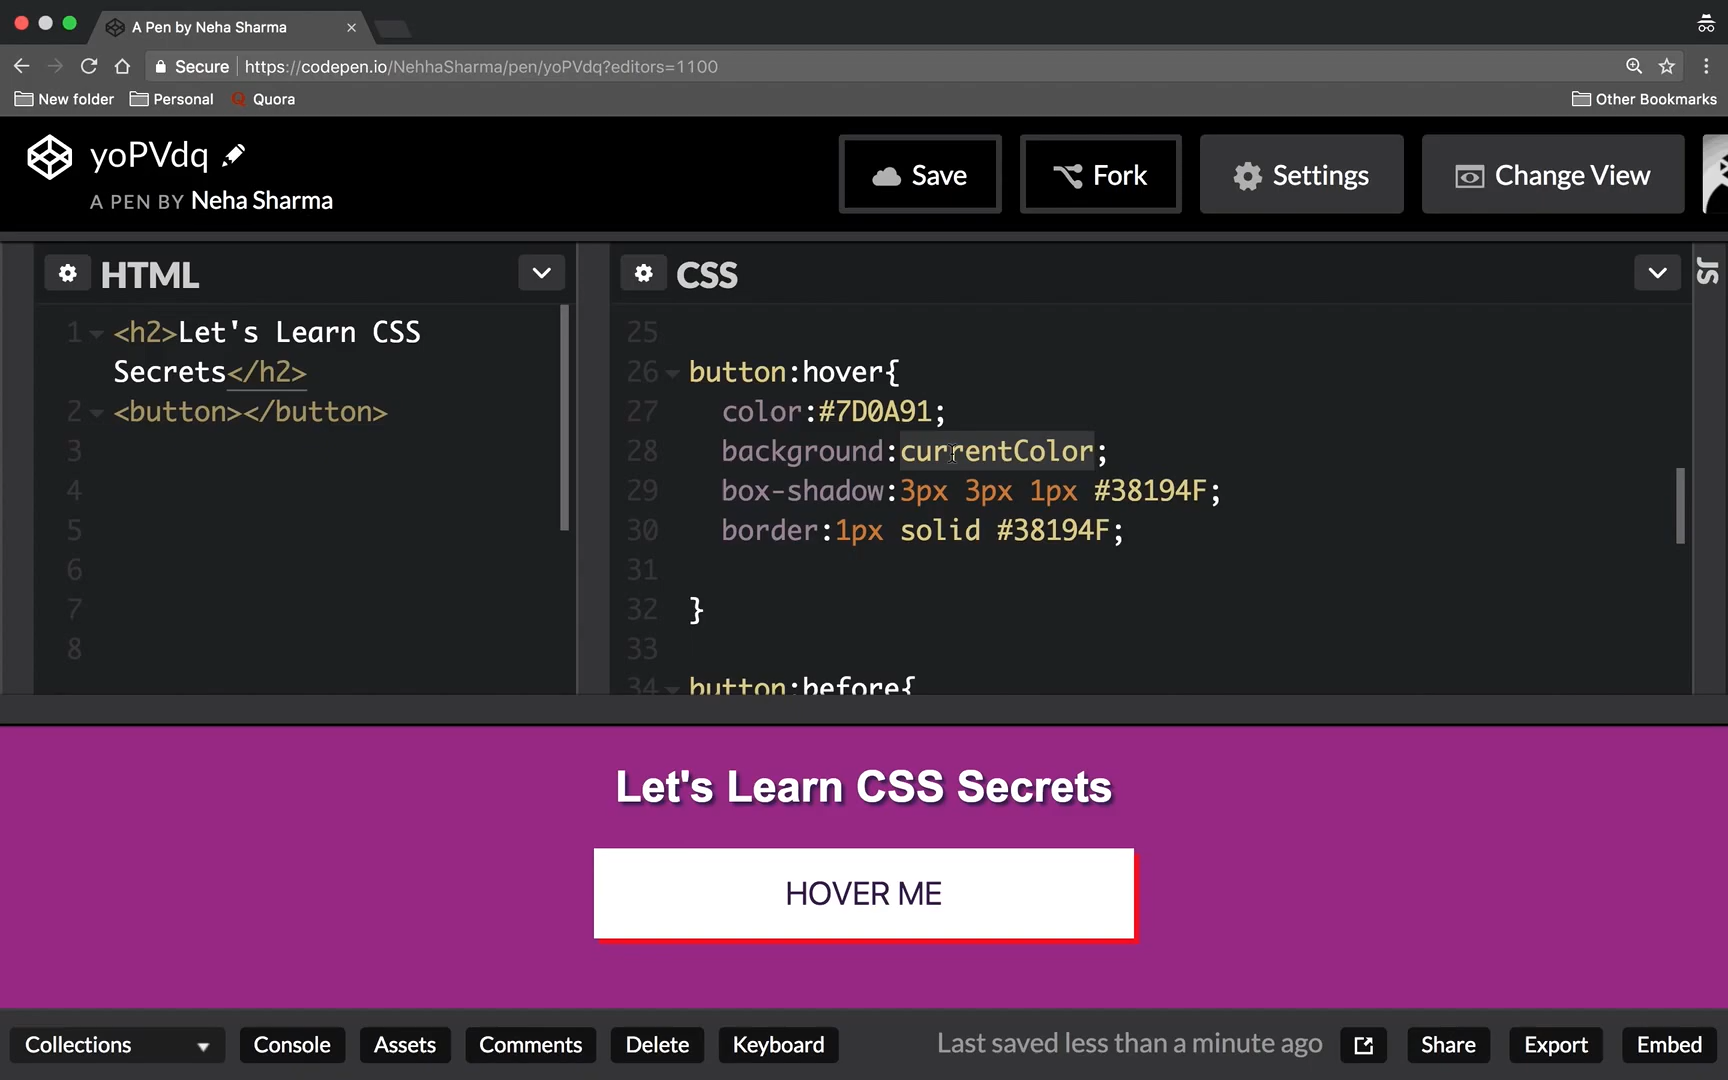 A Pen by Neha Sharma
Secure https://codepen.io/NehhaSharma/pen/yoPVdq?editors=1100
New folder Personal Quora Other Bookmarks
yoPVdq
A PEN BY Neha Sharma
Save Fork Settings Change View
HTML
1 <h2>Let's Learn CSS
Secrets</h2>
2 <button></button>
3
4
5
6
7
8
CSS
25
26 button:hover{
27 color:#7D0A91;
28 background:currentColor;
29 box-shadow:3px 3px 1px #38194F;
30 border:1px solid #38194F;
31
32 }
33
34 button:before{
JS
Let's Learn CSS Secrets
HOVER ME
Collections Console Assets Comments Delete Keyboard Last saved less than a minute ago Share Export Embed